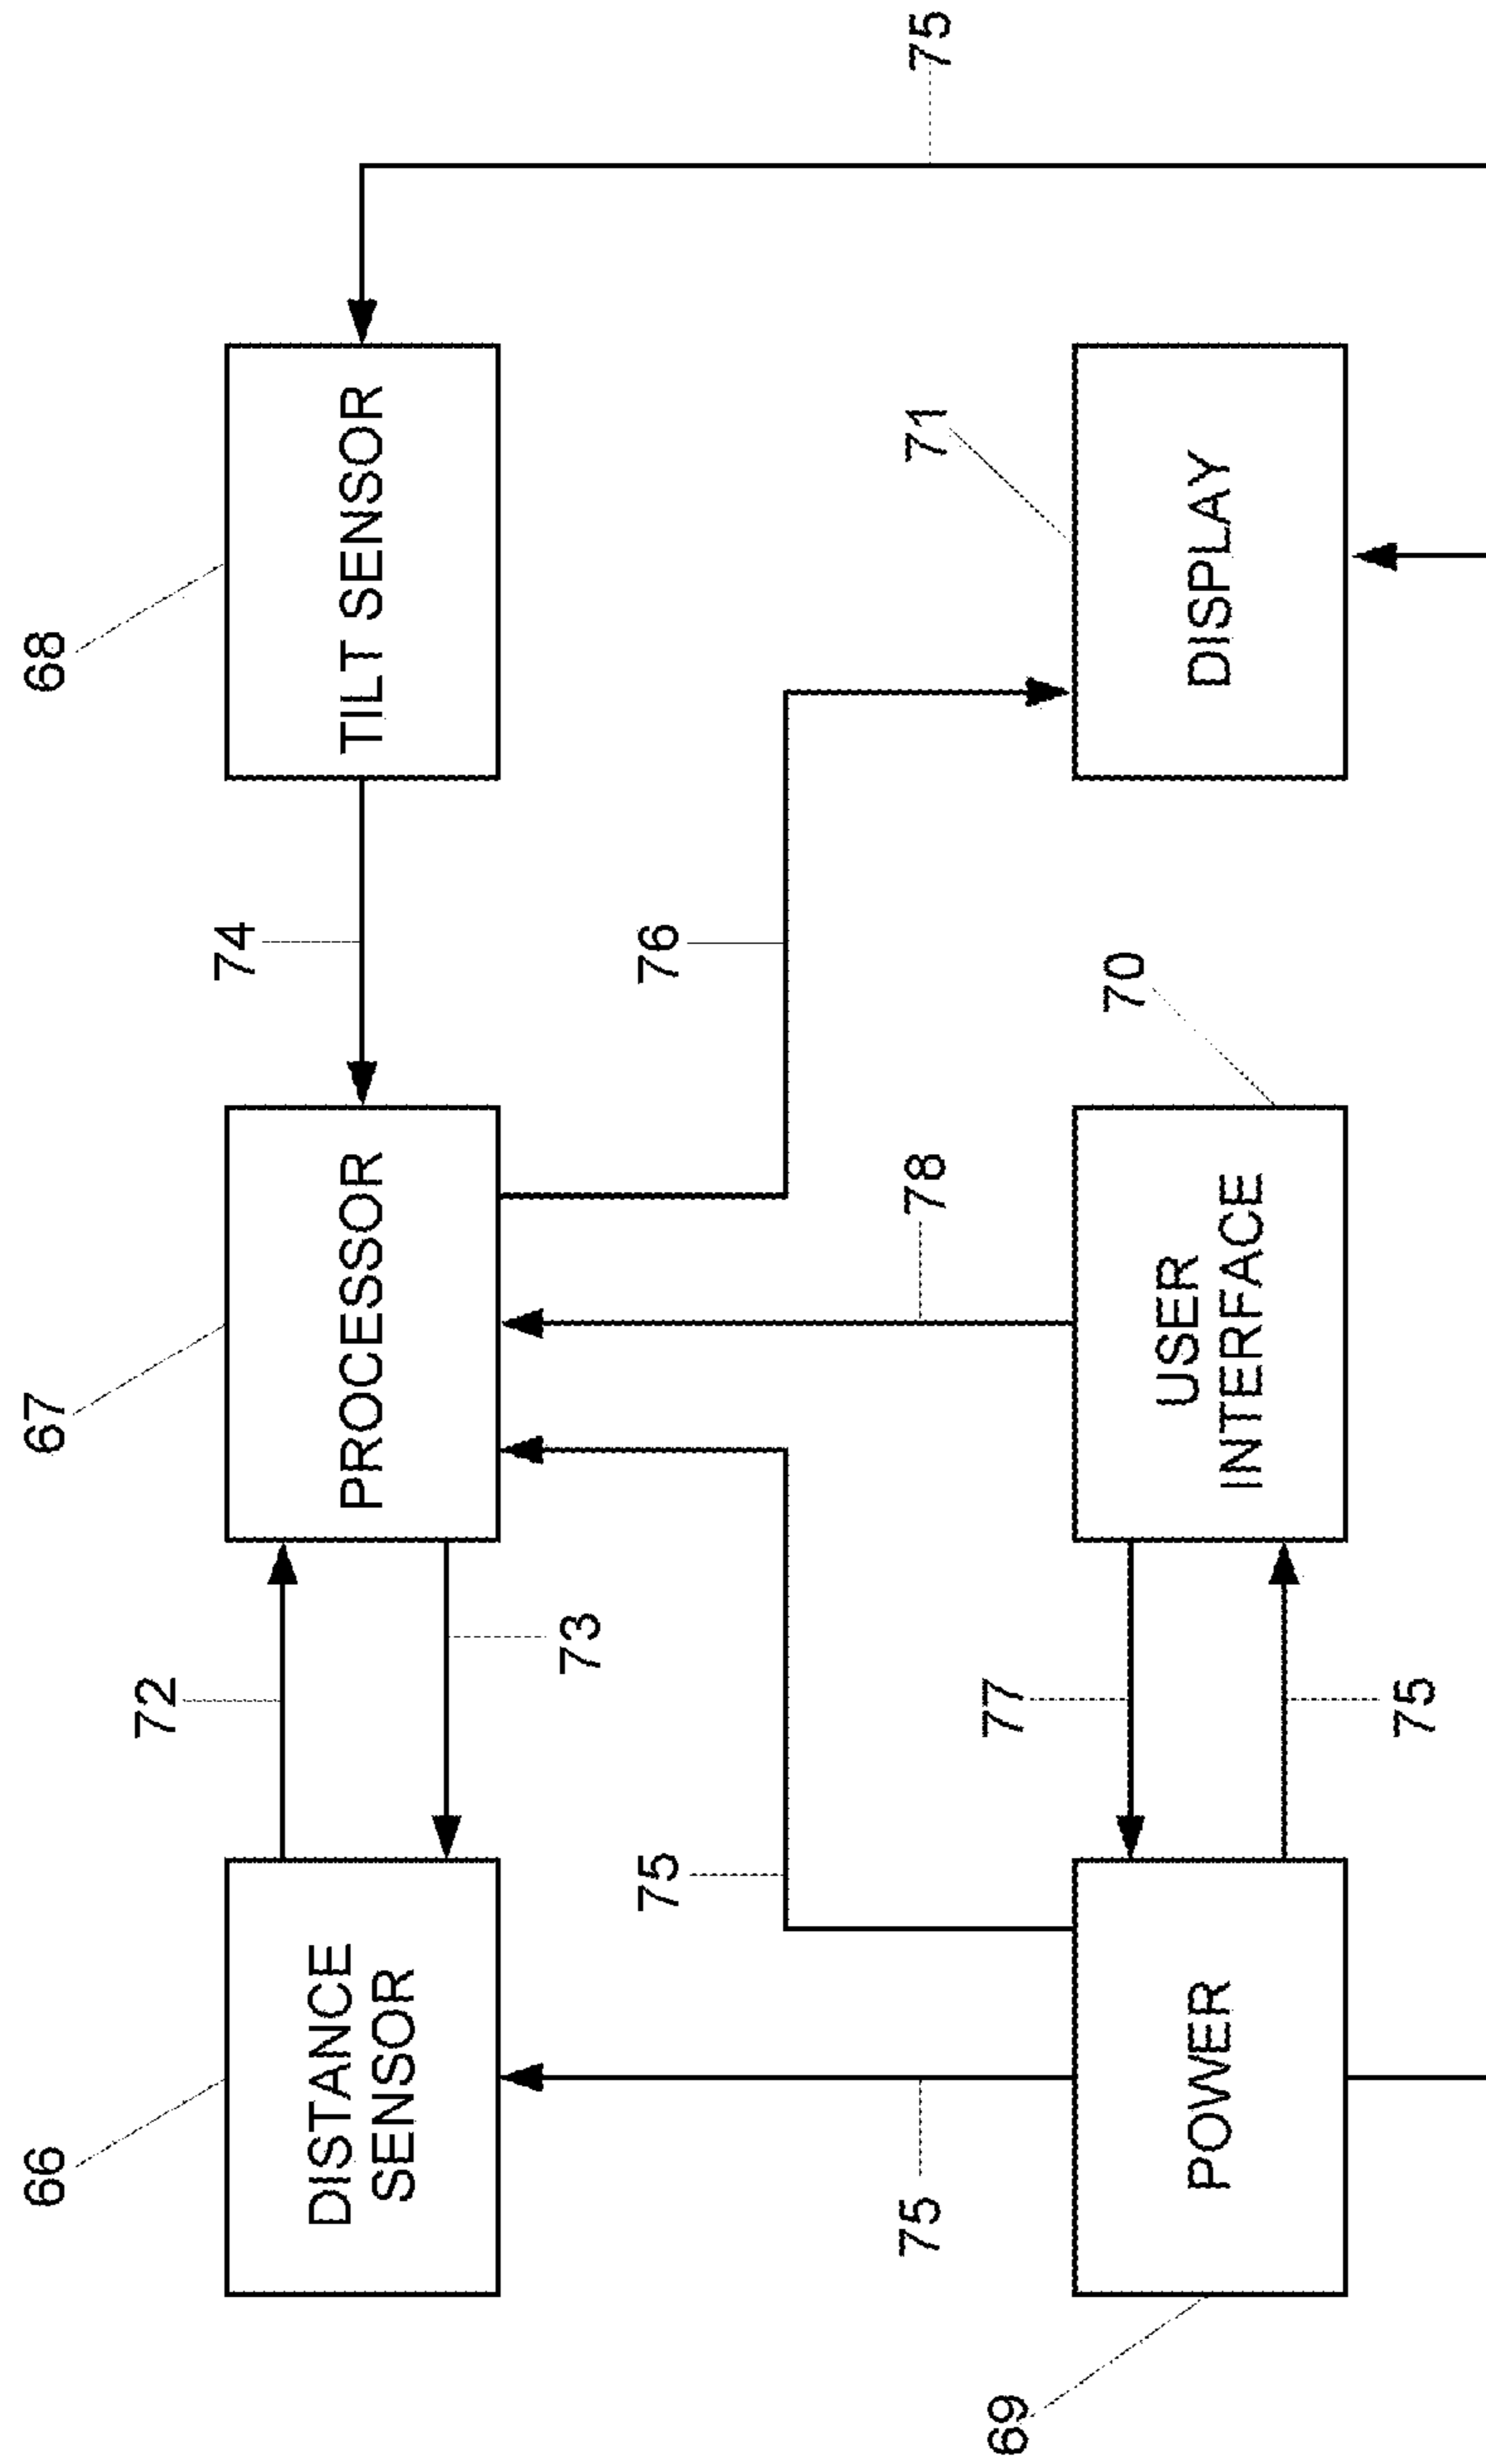 66
67
68
DISTANCE
SENSOR
72
73
PROCESSOR
74
TILT SENSOR
75
75
76
75
78
71
69
POWER
77
75
USER
INTERFACE
70
DISPLAY